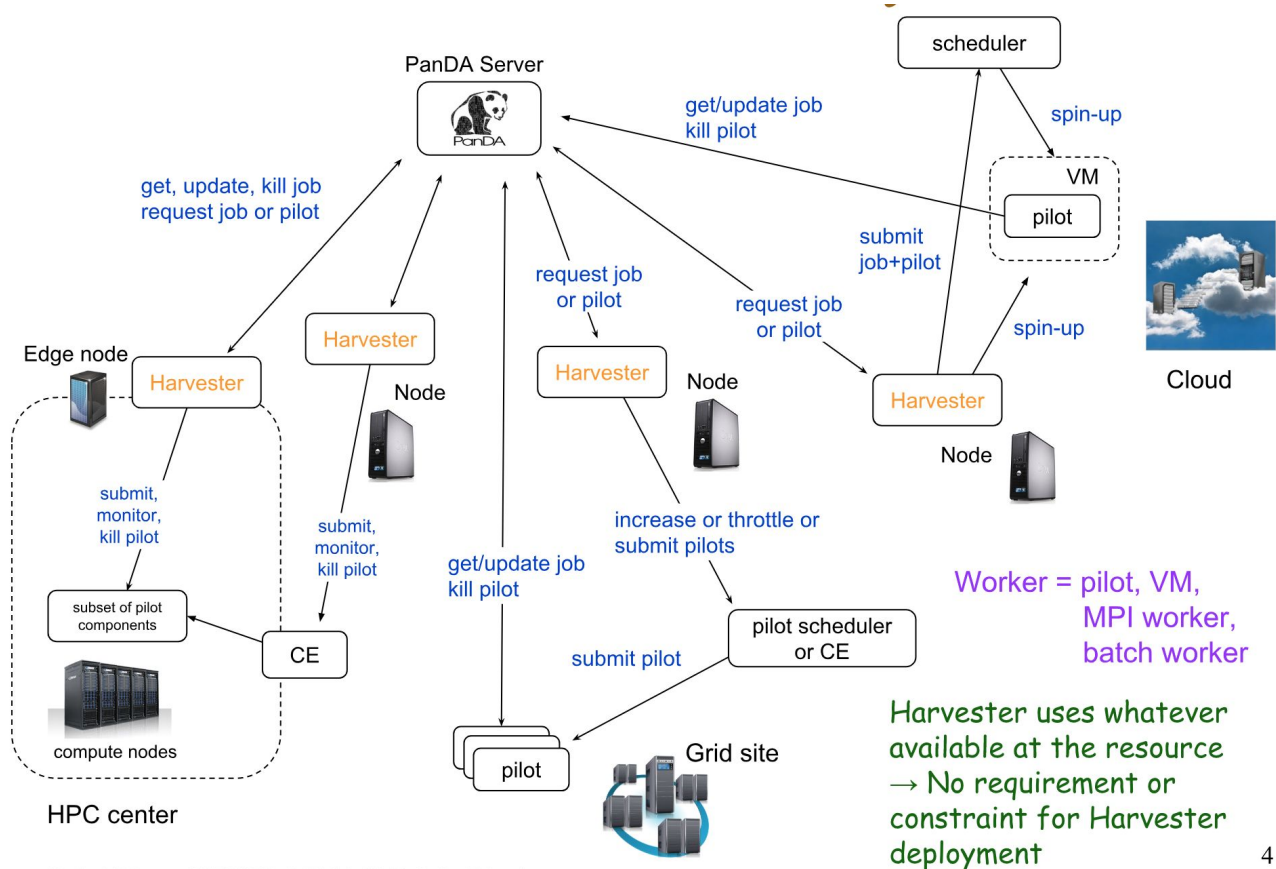 scheduler
PanDA Server
PanDA
get/update job
kill pilot
spin-up
VM
pilot
get, update, kill job
request job or pilot
submit
job+pilot
request job
or pilot
request job
or pilot
spin-up
Harvester
Edge node
Harvester
Harvester
Node
Node
Harvester
Cloud
Node
submit,
monitor,
kill pilot
submit,
monitor,
kill pilot
increase or throttle or
submit pilots
get/update job
kill pilot
Worker = pilot, VM,
MPI worker,
batch worker
subset of pilot
components
CE
pilot scheduler
or CE
submit pilot
compute nodes
pilot
Grid site
HPC center
Harvester uses whatever
available at the resource
→ No requirement or
constraint for Harvester
deployment
4